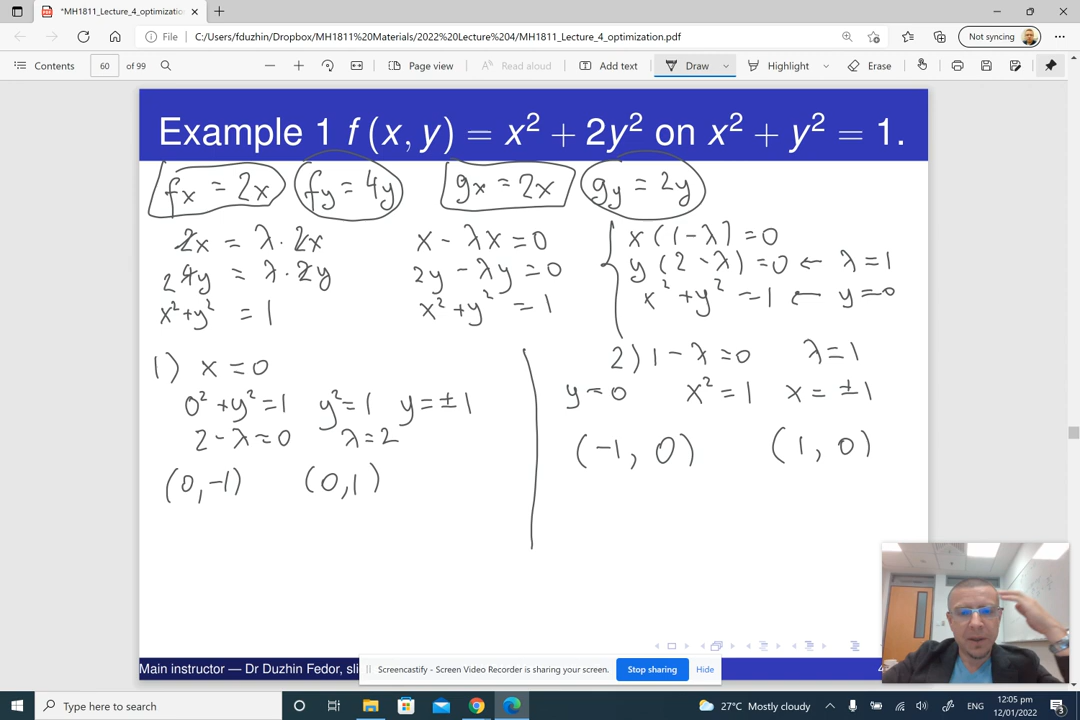 *MH1811_Lecture_4_optimizatio
File
C:/Users/fduzhin/Dropbox/MH1811%20Materials/2022%20Lecture%204/MH1811_Lecture_4_optimization.pdf
Not syncing
Contents
60 of 99
Page view
Read aloud
Add text
Draw
Highlight
Erase
Example 1 f (x, y) = x² + 2y² on x² + y² = 1.
fx = 2x fy = 4y gx = 2x gy = 2y
2x = λ · 2x x - λx = 0 x (1 - λ) = 0
2 4y = λ · 2y 2y - λy = 0 y (2 - λ) = 0 ← λ = 1
x² + y² = 1 x² + y² = 1 x² + y² = 1 ← y = 0
1) x = 0
0² + y² = 1 y² = 1 y = ± 1
2 - λ = 0 λ = 2
(0, -1) (0, 1)
2) 1 - λ = 0 λ = 1
y = 0 x² = 1 x = ± 1
(-1, 0) (1, 0)
Main instructor — Dr Duzhin Fedor, sli
Screencastify - Screen Video Recorder is sharing your screen.
Stop sharing
Hide
Type here to search
27°C Mostly cloudy
ENG
12:05 pm
12/01/2022
3